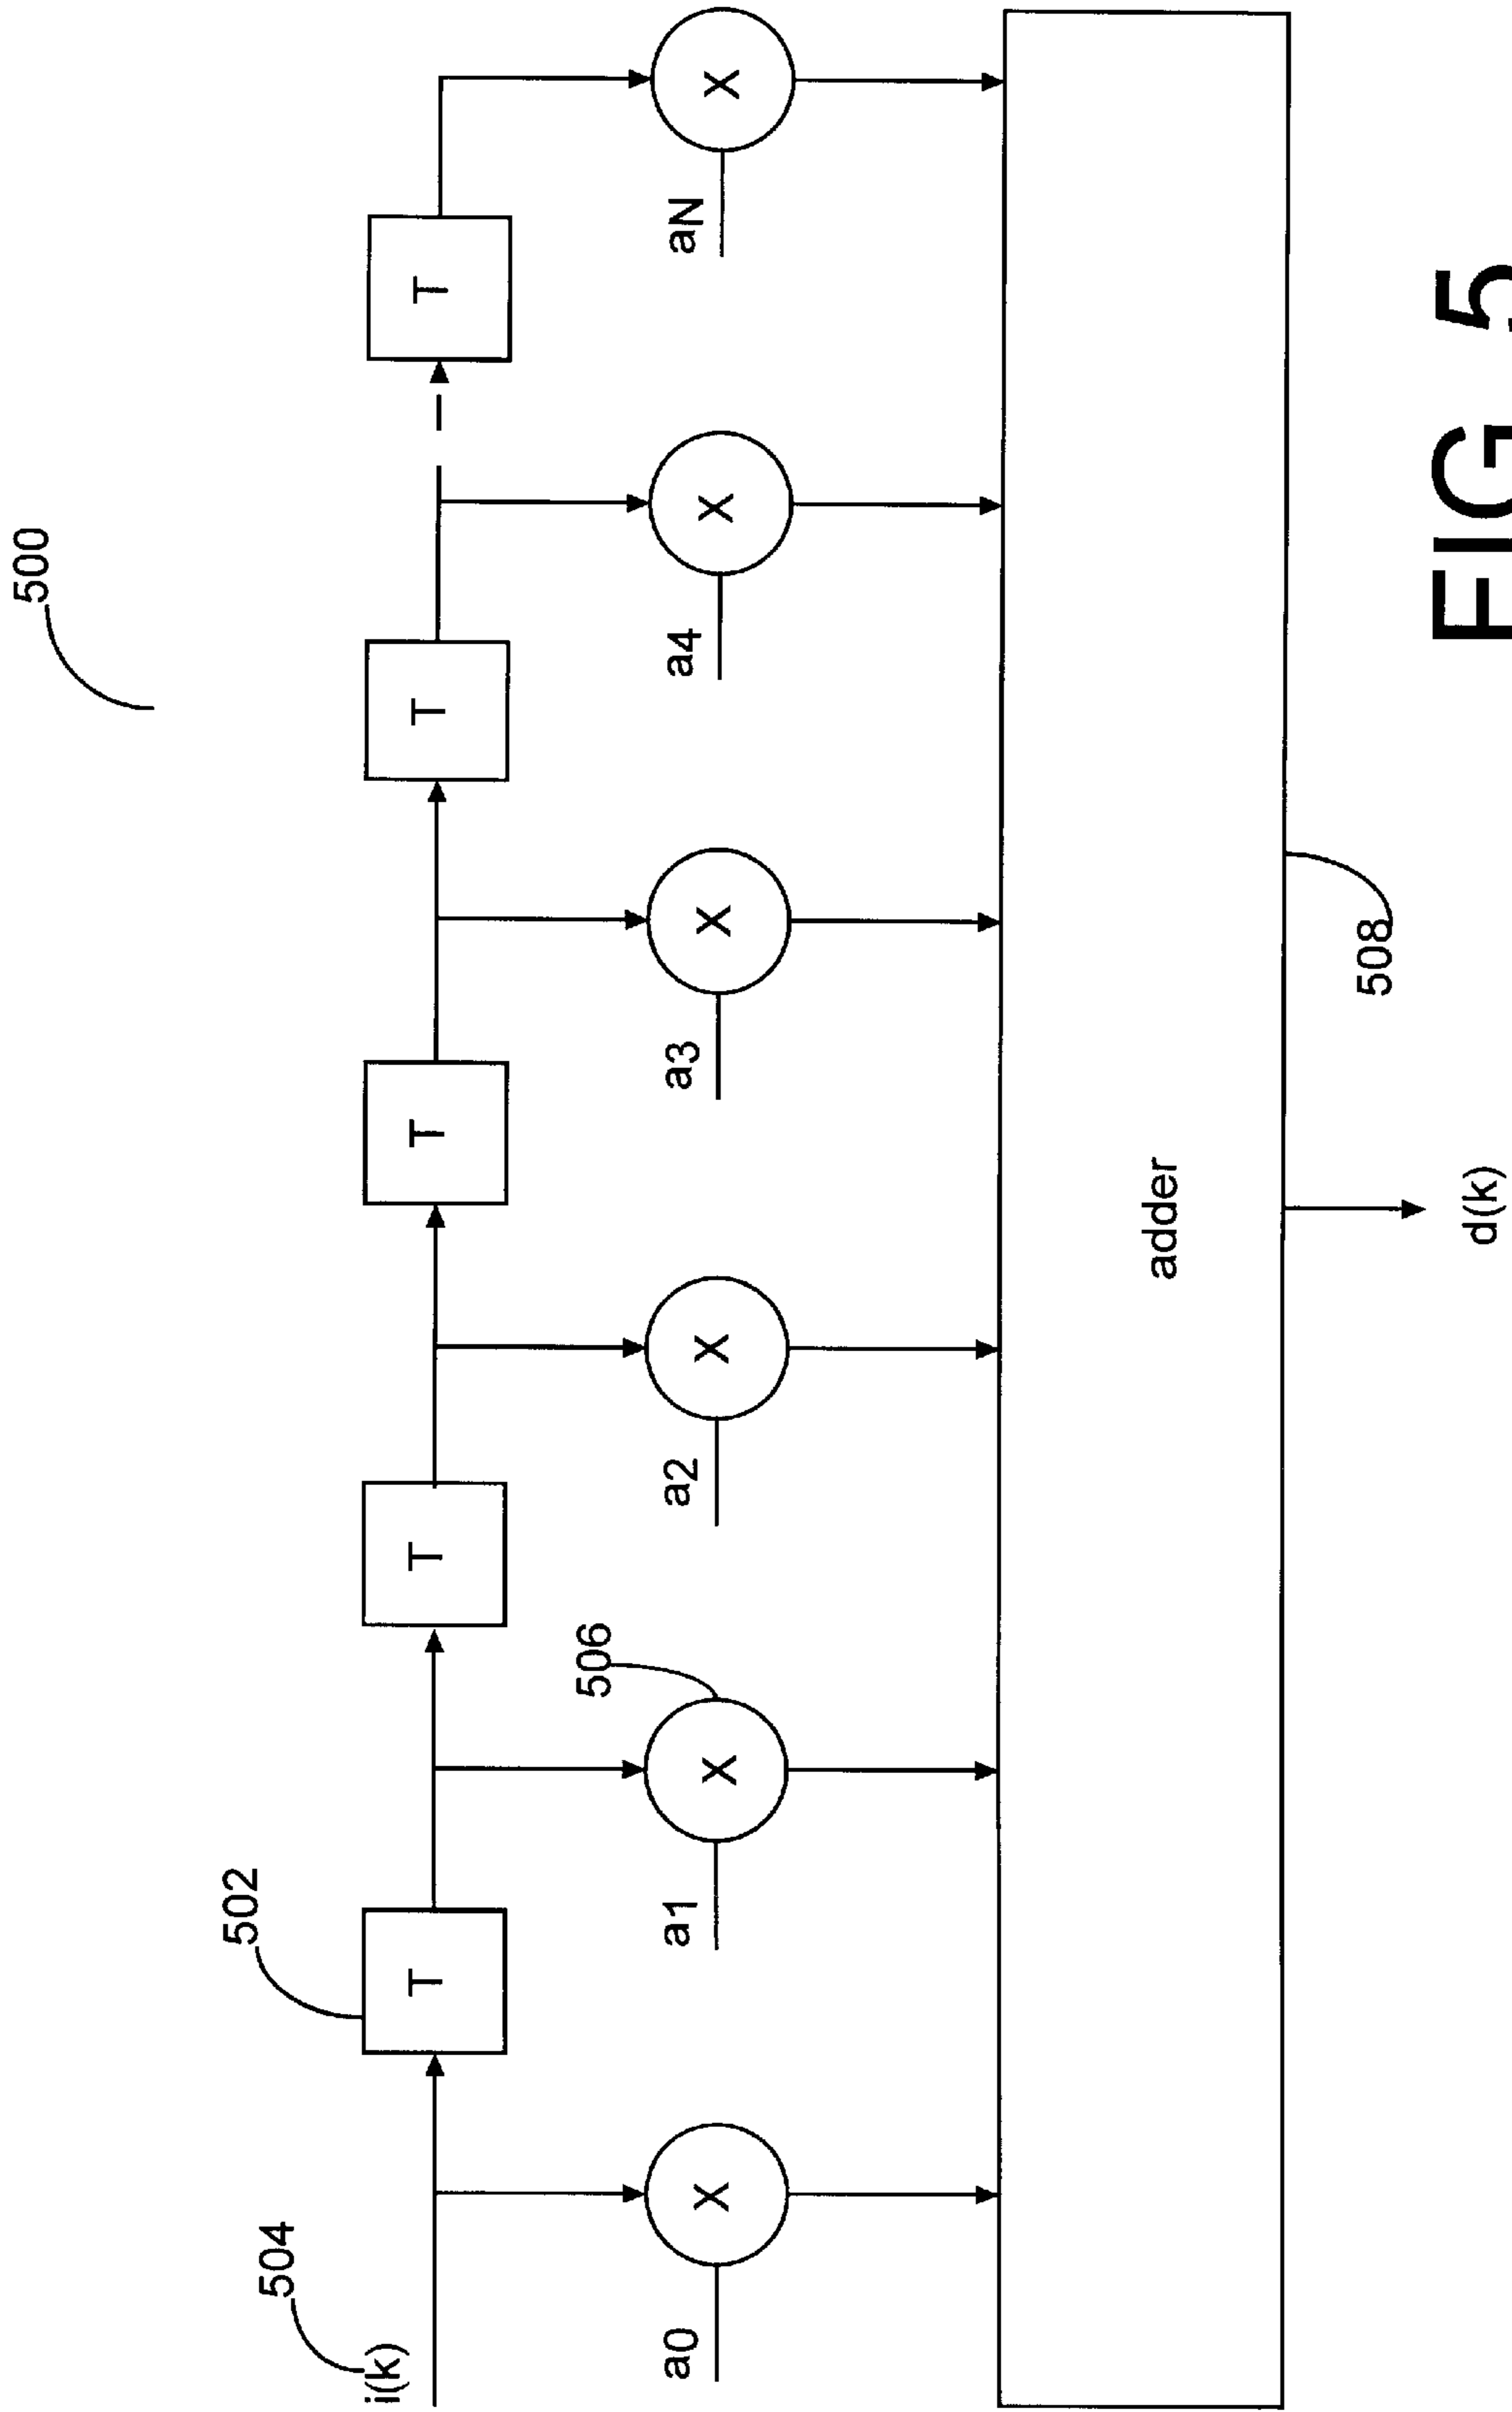 500
502
504
i(k)
T
T
T
T
T
506
X
X
X
X
X
X
a0
a1
a2
a3
a4
aN
adder
508
d(k)
FIG 5